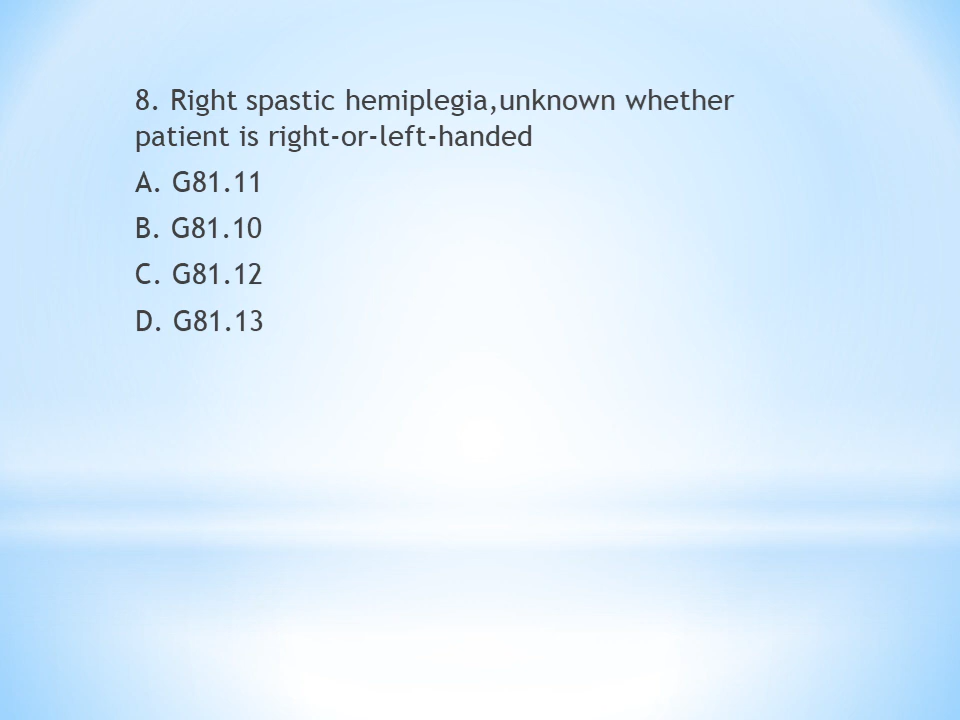 8. Right spastic hemiplegia,unknown whether
patient is right-or-left-handed
A. G81.11
B. G81.10
C. G81.12
D. G81.13